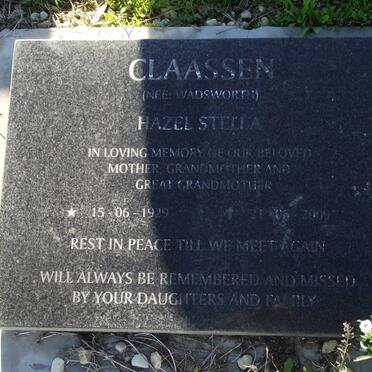 CLAASSEN
(NEE: WADSWORTH)
HAZEL STELLA
IN LOVING MEMORY OF OUR BELOVED
MOTHER, GRANDMOTHER AND
GREAT GRANDMOTHER
★ 15-06-1929 ✝
REST IN PEACE TILL WE MEET AGAIN
WILL ALWAYS BE REMEMBERED AND MISSED
BY YOUR DAUGHTERS AND FAMILY